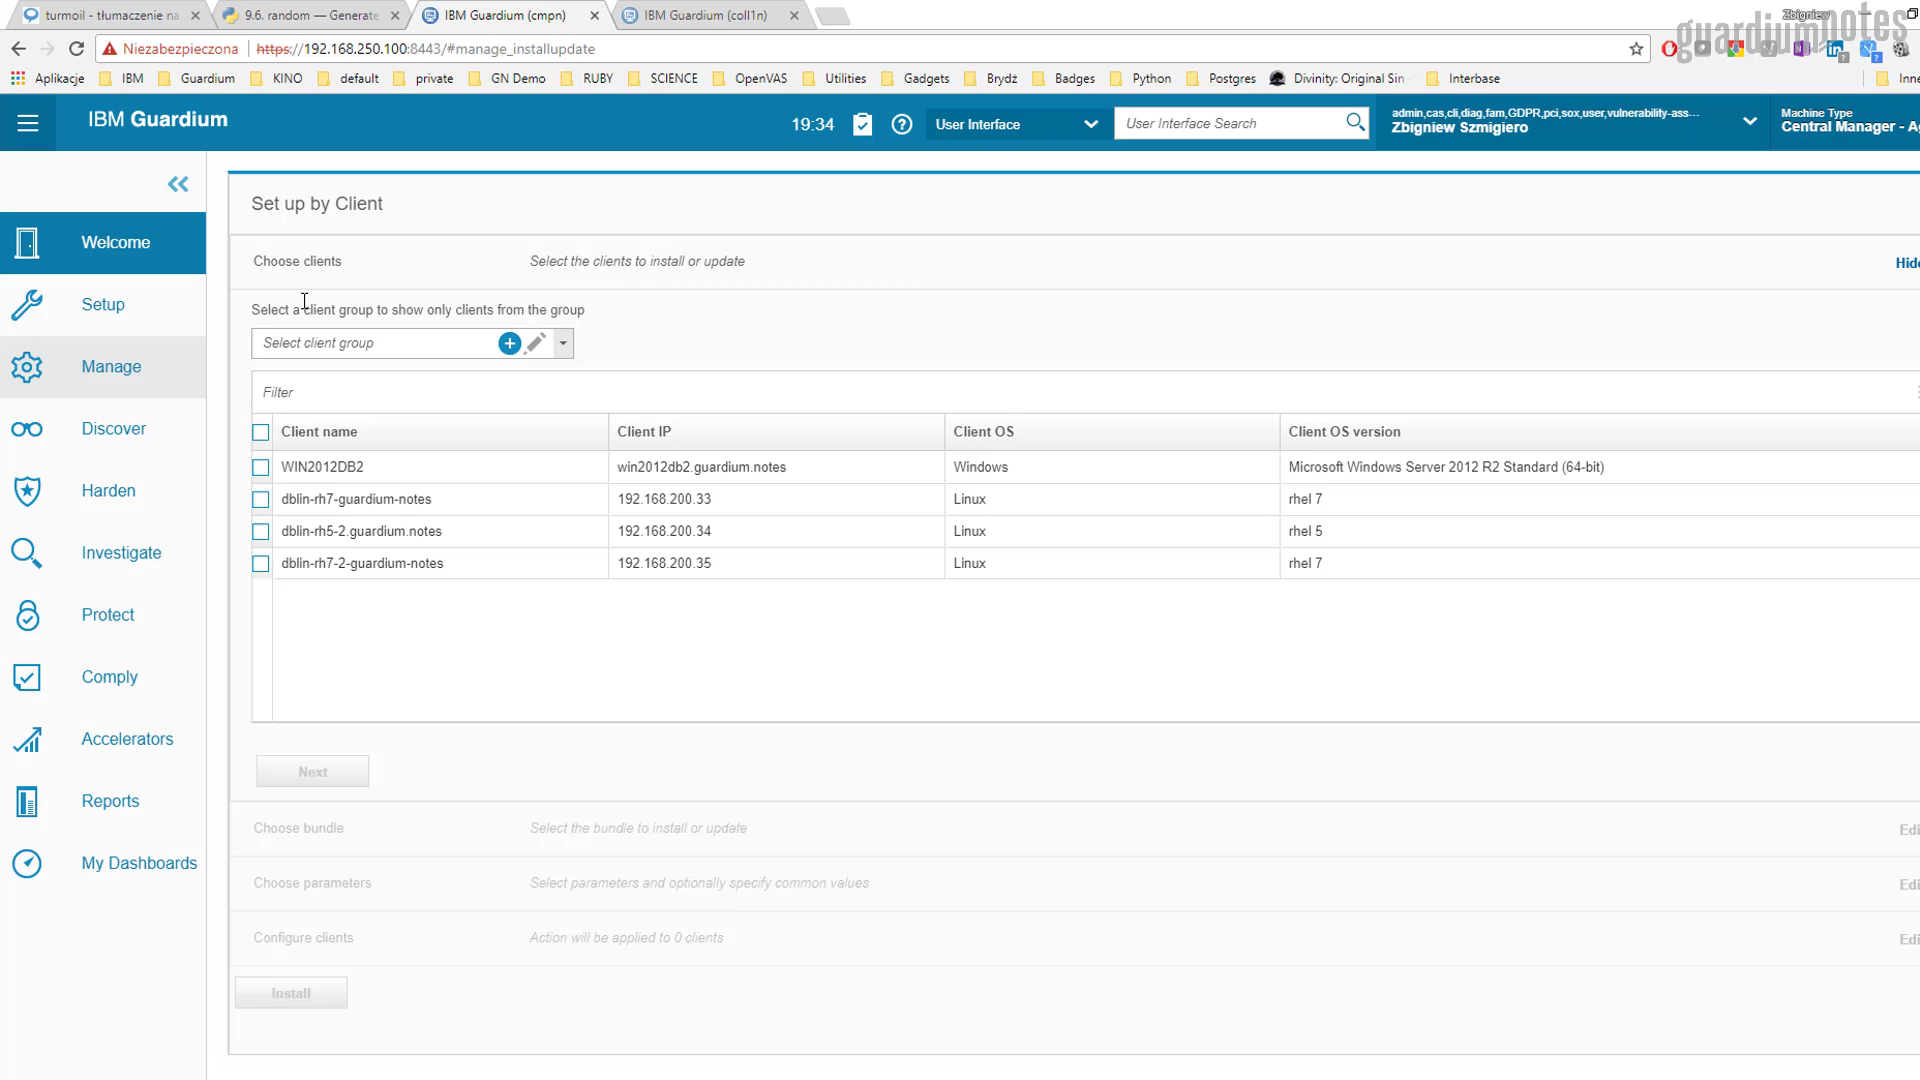 turmoil - tłumaczenie na
9.6. random — Generate
IBM Guardium (cmpn)
IBM Guardium (coll1n)
Zbigniew
guardiumnotes
Niezabezpieczona
https://192.168.250.100:8443/#manage_installupdate
Aplikacje
IBM
Guardium
KINO
default
private
GN Demo
RUBY
SCIENCE
OpenVAS
Utilities
Gadgets
Brydż
Badges
Python
Postgres
Divinity: Original Sin
Interbase
Inne
IBM Guardium
19:34
User Interface
User Interface Search
admin,cas,cli,diag,fam,GDPR,pci,sox,user,vulnerability-ass...
Zbigniew Szmigiero
Machine Type
Central Manager - Ag
Welcome
Setup
Manage
Discover
Harden
Investigate
Protect
Comply
Accelerators
Reports
My Dashboards
Set up by Client
Choose clients
Select the clients to install or update
Hide
Select a client group to show only clients from the group
Select client group
Filter
Client name Client IP Client OS Client OS version
WIN2012DB2 win2012db2.guardium.notes Windows Microsoft Windows Server 2012 R2 Standard (64-bit)
dblin-rh7-guardium-notes 192.168.200.33 Linux rhel 7
dblin-rh5-2.guardium.notes 192.168.200.34 Linux rhel 5
dblin-rh7-2-guardium-notes 192.168.200.35 Linux rhel 7
Next
Choose bundle
Select the bundle to install or update
Edi
Choose parameters
Select parameters and optionally specify common values
Edi
Configure clients
Action will be applied to 0 clients
Edi
Install